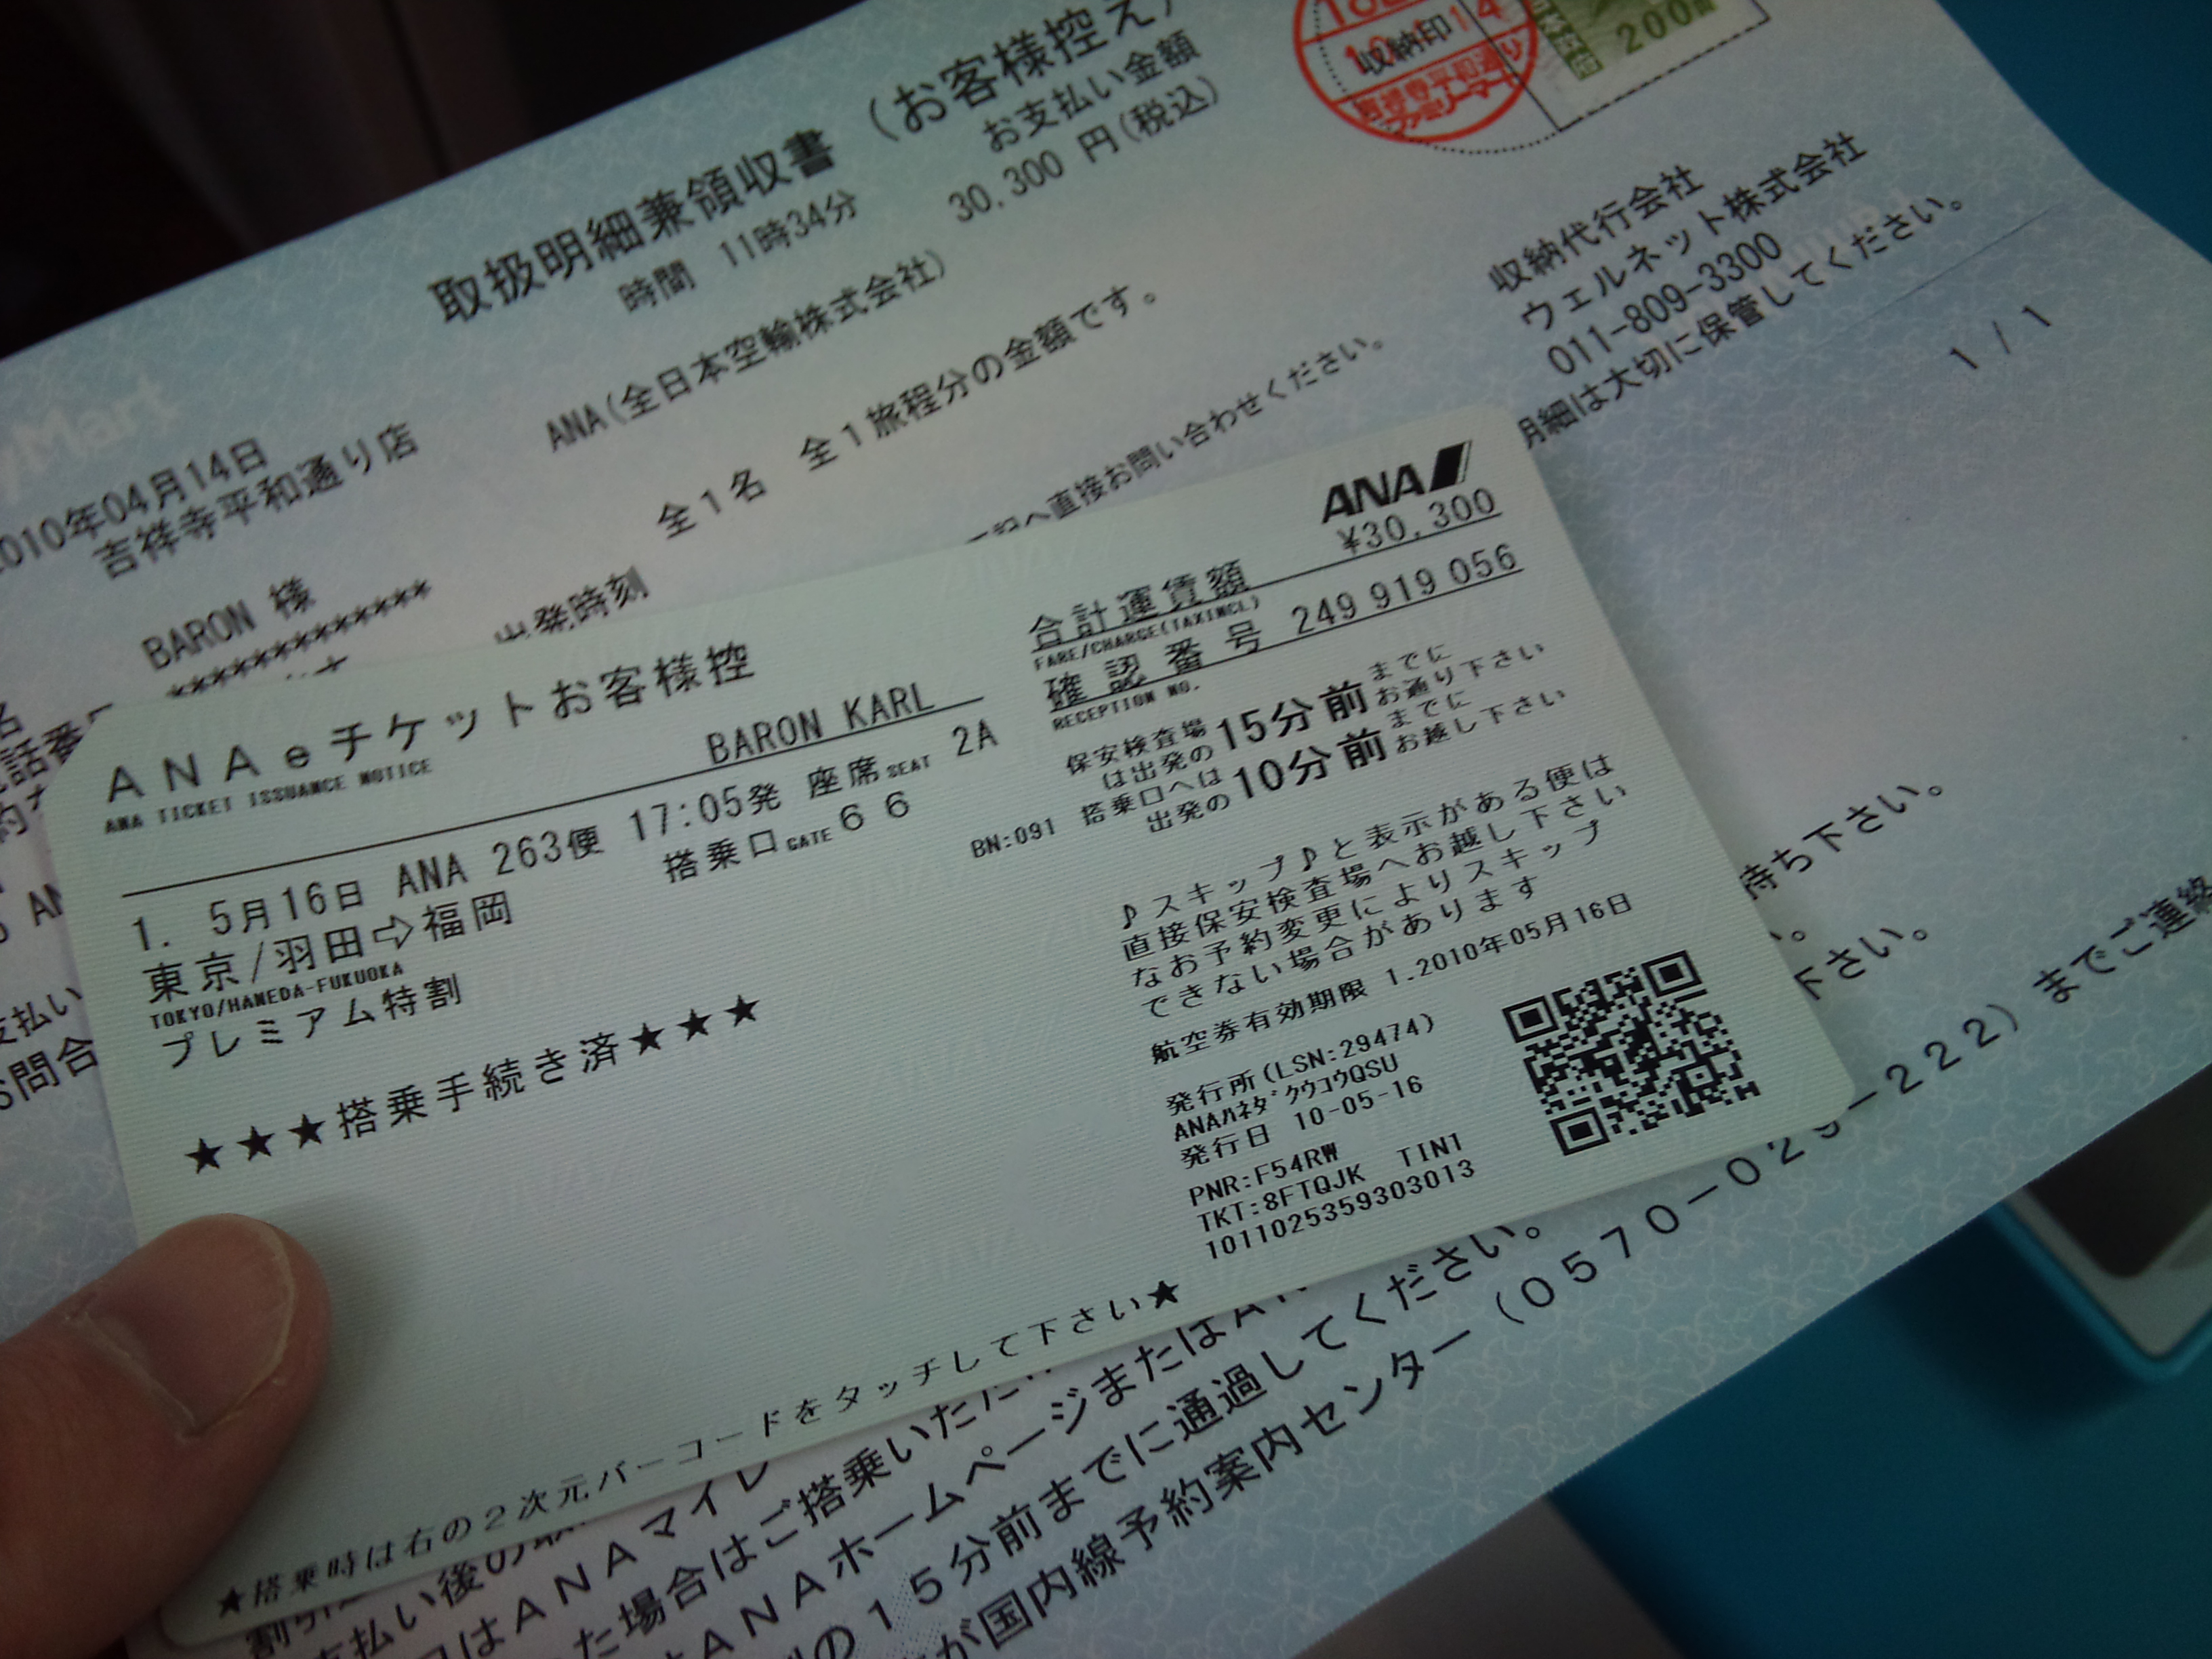 取扱明細兼領収書（お客様控え）
時間 11時34分
お支払い金額
30,300 円(税込)
収納印
200円
2010年04月14日
吉祥寺平和通り店
ANA(全日本空輸株式会社)
収納代行会社
ウェルネット株式会社
011-809-3300
明細は大切に保管してください。
1 / 1
BARON 様
************
全１名 全１旅程分の金額です。
へ直接お問い合わせください。
出発時刻
ANA
ANAeチケットお客様控
ANA TICKET ISSUANCE NOTICE
BARON KARL
合計運賃額 ¥30,300
FARE/CHARGE(TAXINCL)
確認番号 249 919 056
RECEPTION NO.
1. 5月16日 ANA 263便 17:05発 座席SEAT 2A
東京/羽田⇨福岡 搭乗口GATE 66
TOKYO/HANEDA-FUKUOKA
プレミアム特割
BN:091
保安検査場は出発の15分前までにお通り下さい
搭乗口へは出発の10分前までにお越し下さい
♪スキップ♪と表示がある便は
直接保安検査場へお越し下さい
なお予約変更によりスキップ
できない場合があります
★★★搭乗手続き済★★★
航空券有効期限 1.2010年05月16日
発行所(LSN:29474)
ANAﾊﾈﾀﾞｸｳｺｳQSU
発行日 10-05-16
PNR:F54RW
TKT:8FTQJK TIN1
1011025359303013
★搭乗時は右の２次元バーコードをタッチして下さい★
待ち下さい。
下さい。
支払い
お問合
支払い後の
はＡＮＡマイレ
た場合はご搭乗いただ
ＡＮＡホームページまたはＡ
の１５分前までに通過してください。
が国内線予約案内センター（０５７０－０２９－２２２）までご連絡